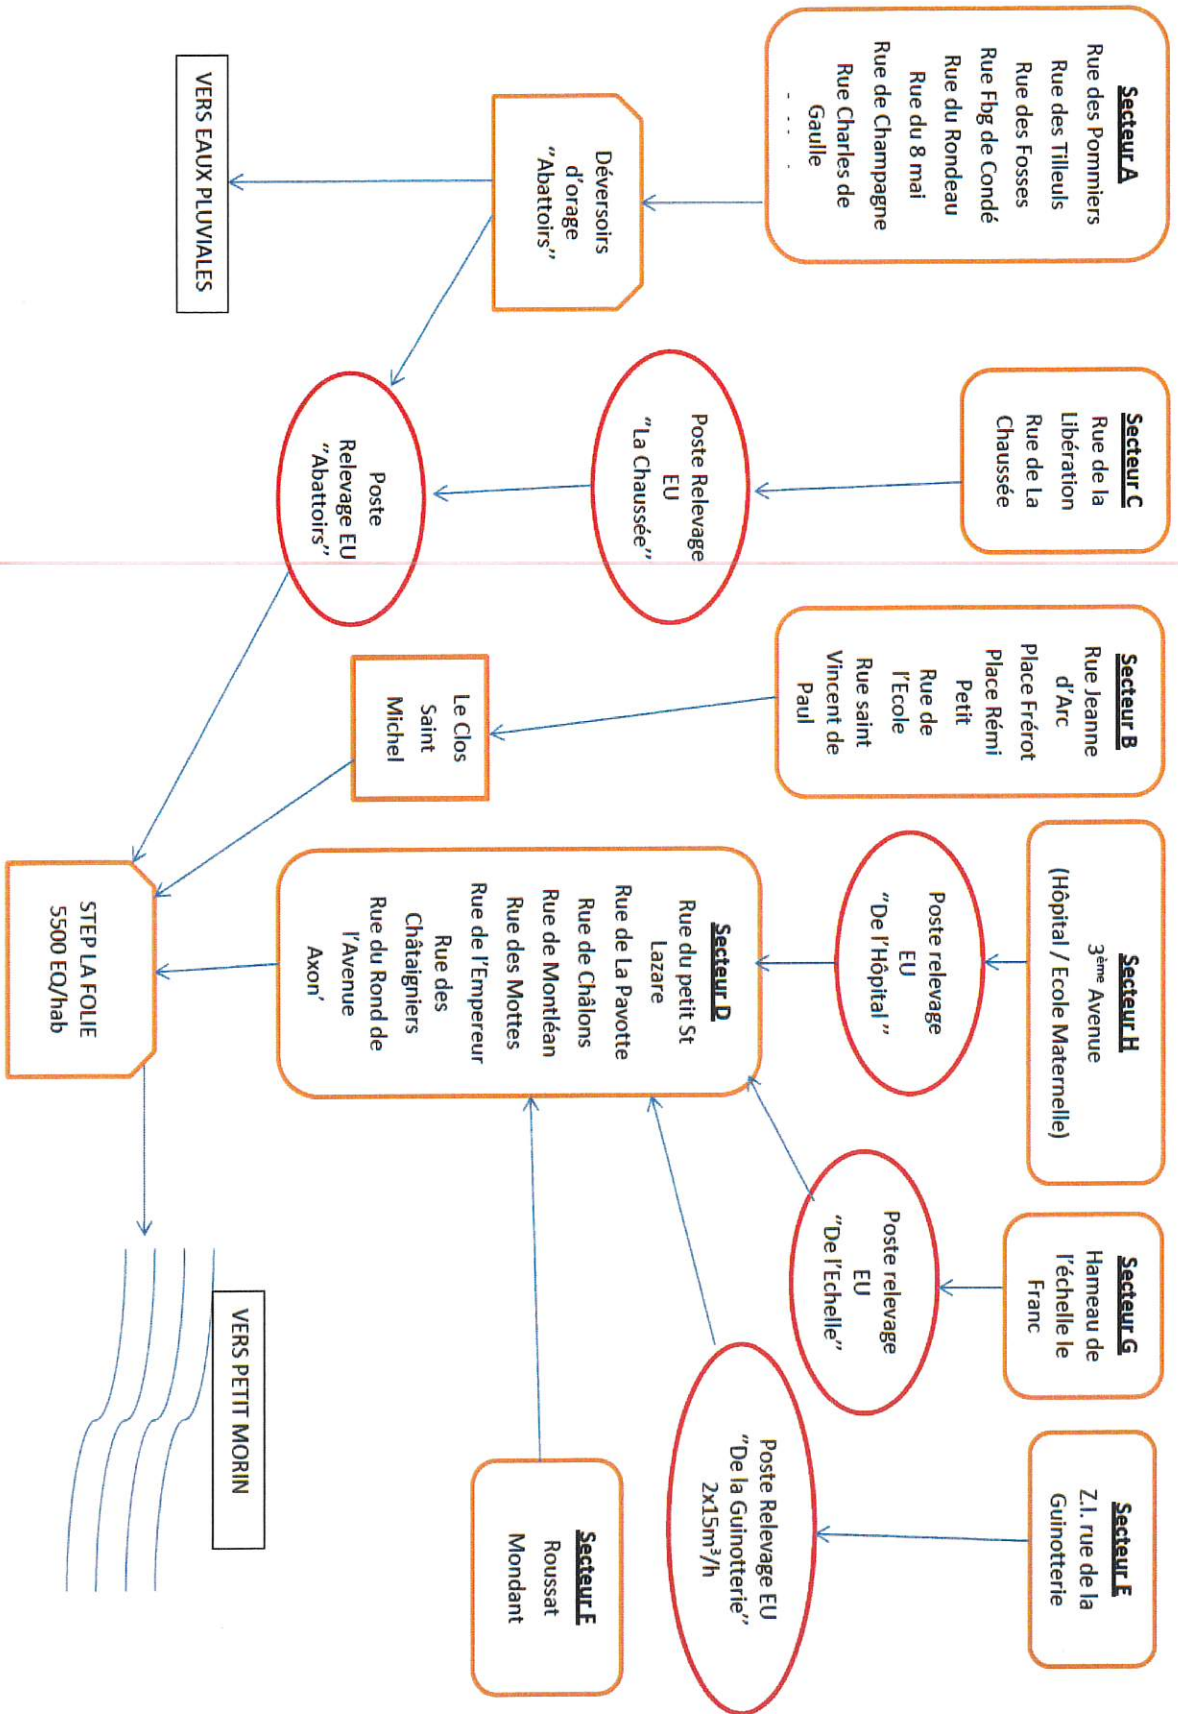 Secteur A
Rue des Pommiers
Rue des Tilleuls
Rue des Fosses
Rue Fbg de Condé
Rue du Rondeau
Rue du 8 mai
Rue de Champagne
Rue Charles de
Gaulle
Secteur C
Rue de la
Libération
Rue de La
Chaussée
Secteur B
Rue Jeanne
d'Arc
Place Frérot
Place Rémi
Petit
Rue de
l'Ecole
Rue saint
Vincent de
Paul
Secteur H
3ème Avenue
(Hôpital / Ecole Maternelle)
Secteur G
Hameau de
l'échelle le
Franc
Secteur E
Z.I. rue de la
Guinotterie
Déversoirs
d'orage
"Abattoirs"
Poste Relevage
EU
"La Chaussée"
Poste relevage
EU
"De l'Hôpital"
Poste relevage
EU
"De l'Echelle"
Poste Relevage EU
"De la Guinotterie"
2x15m³/h
Poste
Relevage EU
"Abattoirs"
Le Clos
Saint
Michel
Secteur D
Rue du petit St
Lazare
Rue de La Pavotte
Rue de Châlons
Rue de Montléan
Rue des Mottes
Rue de l'Empereur
Rue des
Châtaigniers
Rue du Rond de
l'Avenue
Axon'
Secteur F
Roussat
Mondant
VERS EAUX PLUVIALES
STEP LA FOLIE
5500 EQ/hab
VERS PETIT MORIN